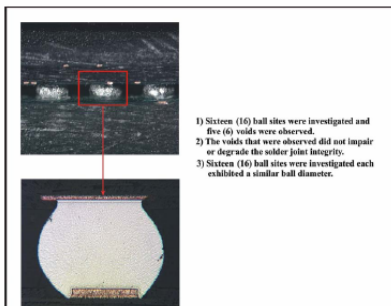 1) Sixteen (16) ball sites were investigated and
five (6) voids were observed.
2) The voids that were observed did not impair
or degrade the solder joint integrity.
3) Sixteen (16) ball sites were investigated each
exhibited a similar ball diameter.